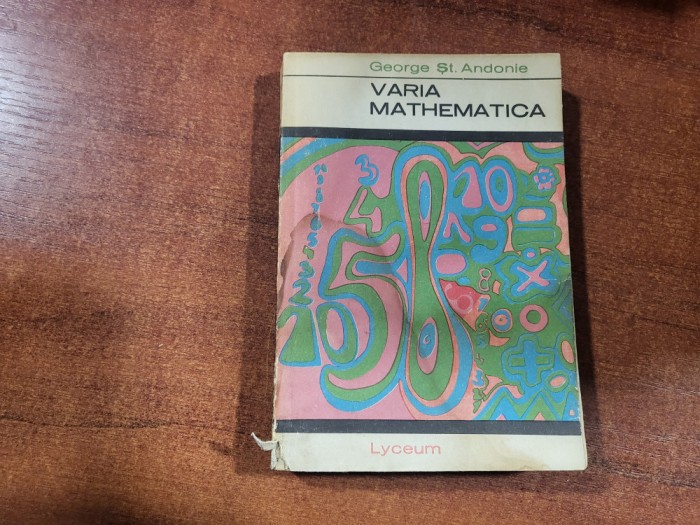 George Șt. Andonie
VARIA
MATHEMATICA
Lyceum